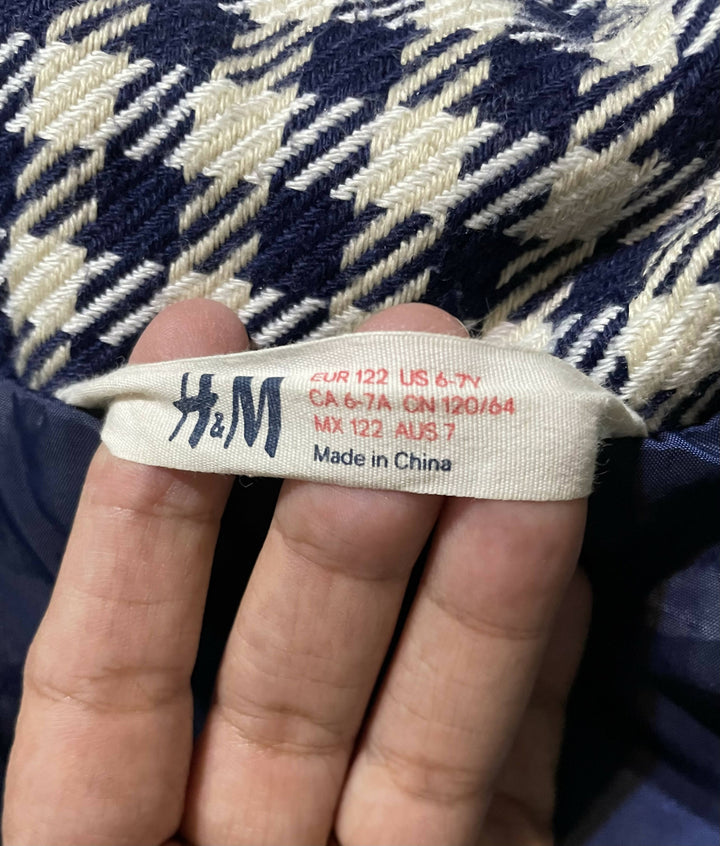 H&M
EUR 122 US 6-7Y
CA 6-7A CN 120/64
MX 122 AUS 7
Made in China